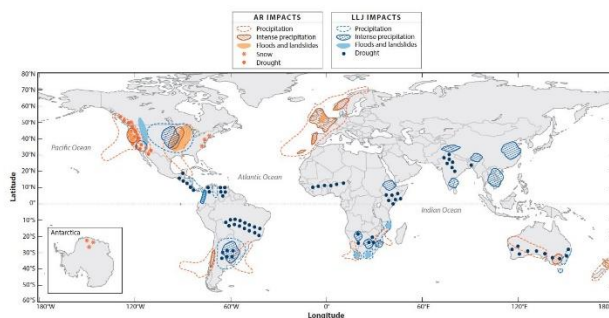 AR IMPACTS
Precipitation
Intense precipitation
Floods and landslides
Snow
Drought
LLJ IMPACTS
Precipitation
Intense precipitation
Floods and landslides
Drought
80°N
70°N
60°N
50°N
40°N
30°N
20°N
10°N
0°
10°S
20°S
30°S
40°S
50°S
60°S
Latitude
Pacific Ocean
Atlantic Ocean
Indian Ocean
Antarctica
180°W
120°W
60°W
0°
60°E
120°E
Longitude